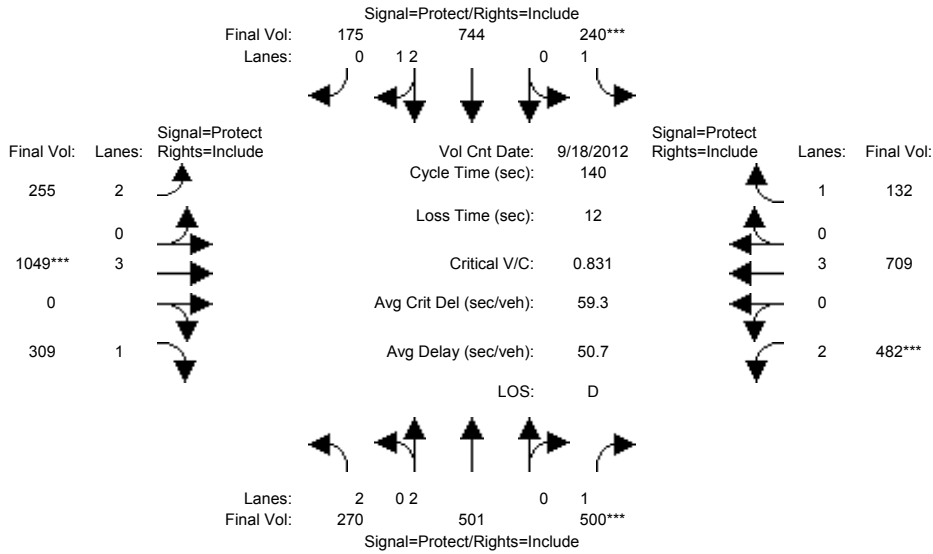 Signal=Protect/Rights=Include
Final Vol: 175 744 240***
Lanes: 0 1 2 0 1
Signal=Protect
Final Vol: Lanes: Rights=Include
Vol Cnt Date: 9/18/2012
Signal=Protect
Rights=Include Lanes: Final Vol:
Cycle Time (sec): 140
255 2
1 132
Loss Time (sec): 12
0
0
1049*** 3
Critical V/C: 0.831
3 709
0 0
Avg Crit Del (sec/veh): 59.3
0
309 1
Avg Delay (sec/veh): 50.7
2 482***
LOS: D
Lanes: 2 0 2 0 1
Final Vol: 270 501 500***
Signal=Protect/Rights=Include